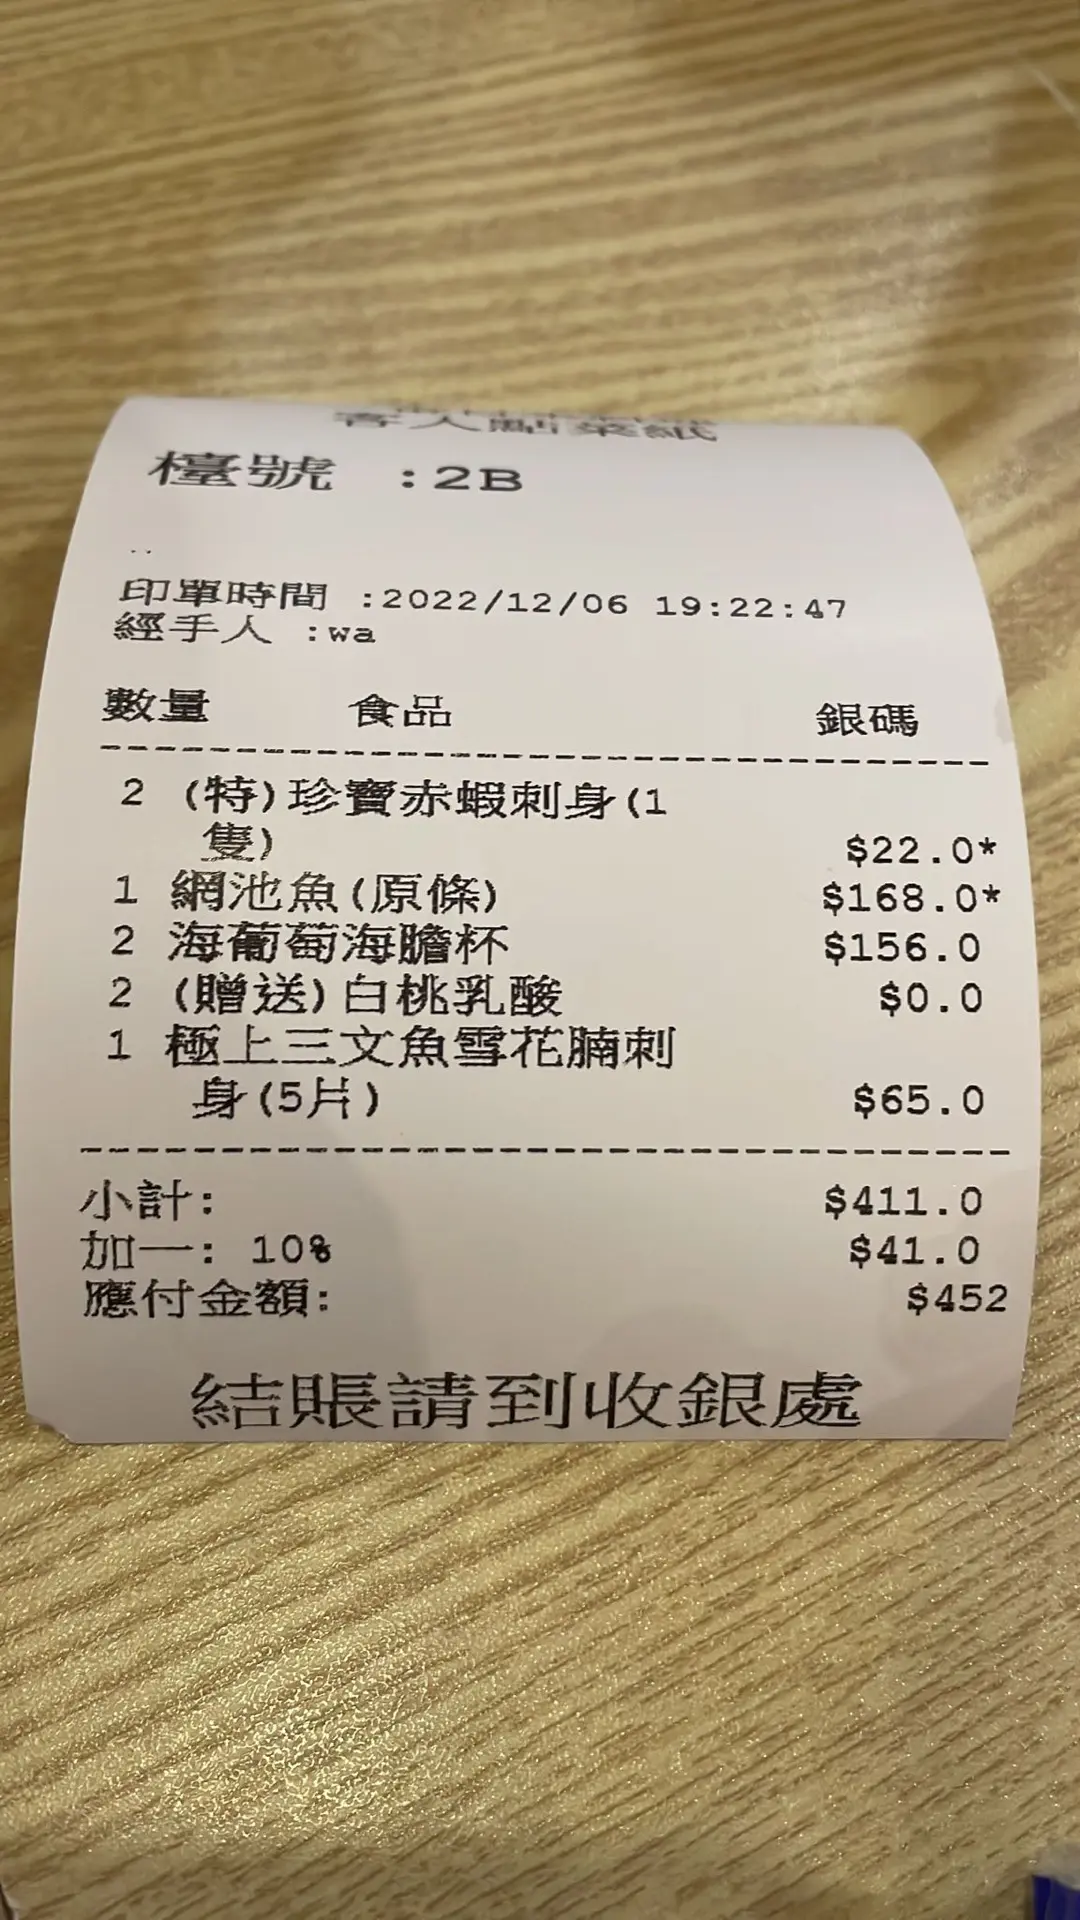 客人點菜紙
檯號 :2B
..
印單時間 :2022/12/06 19:22:47
經手人 :wa
數量 食品 銀碼
2 (特)珍寶赤蝦刺身(1
隻) $22.0*
1 網池魚(原條) $168.0*
2 海葡萄海膽杯 $156.0
2 (贈送)白桃乳酸 $0.0
1 極上三文魚雪花腩刺
身(5片) $65.0
小計: $411.0
加一: 10% $41.0
應付金額: $452
結賬請到收銀處